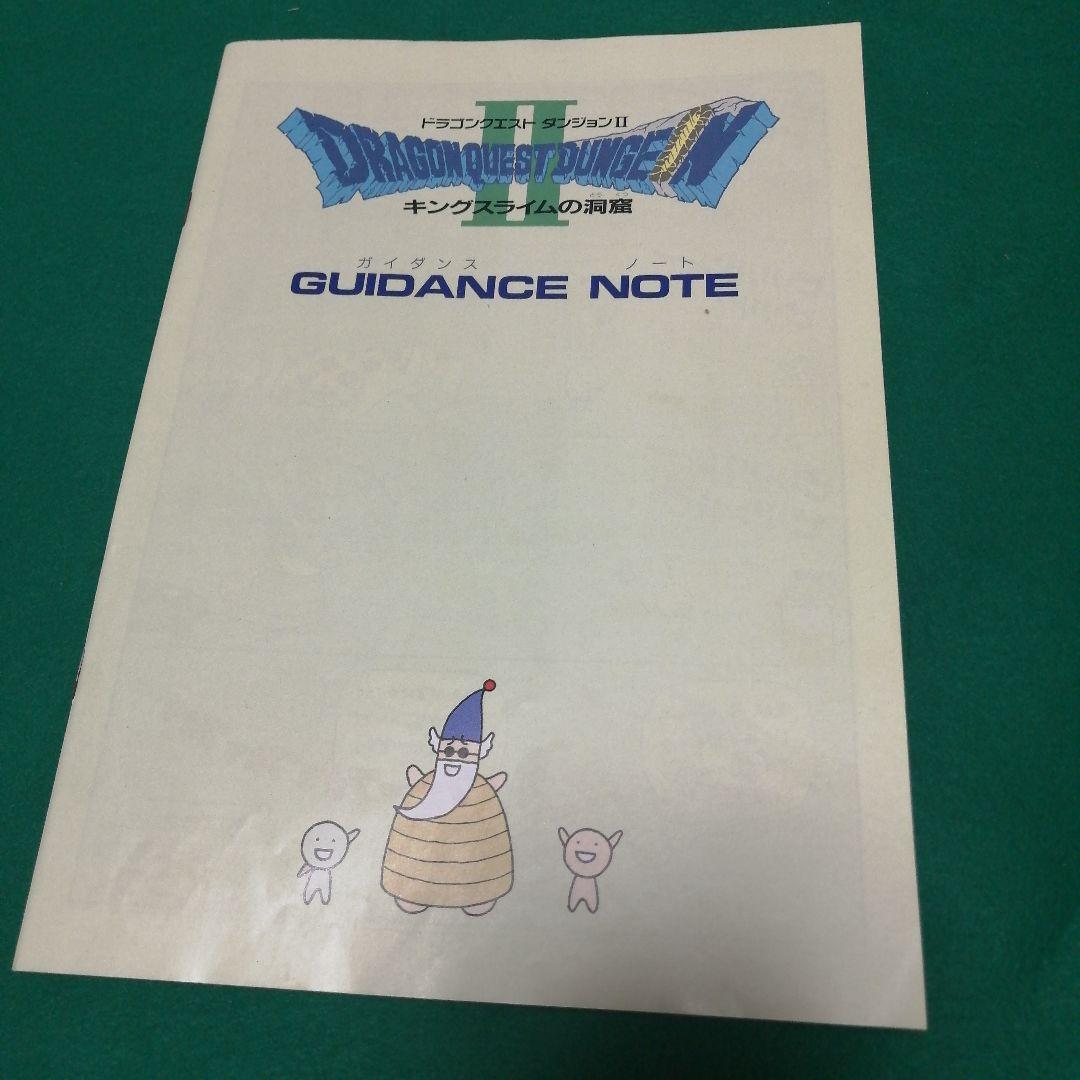 ドラゴンクエスト ダンジョンII
DRAGON QUEST DUNGEON
II
キングスライムの洞窟
ガイダンス ノート
GUIDANCE NOTE